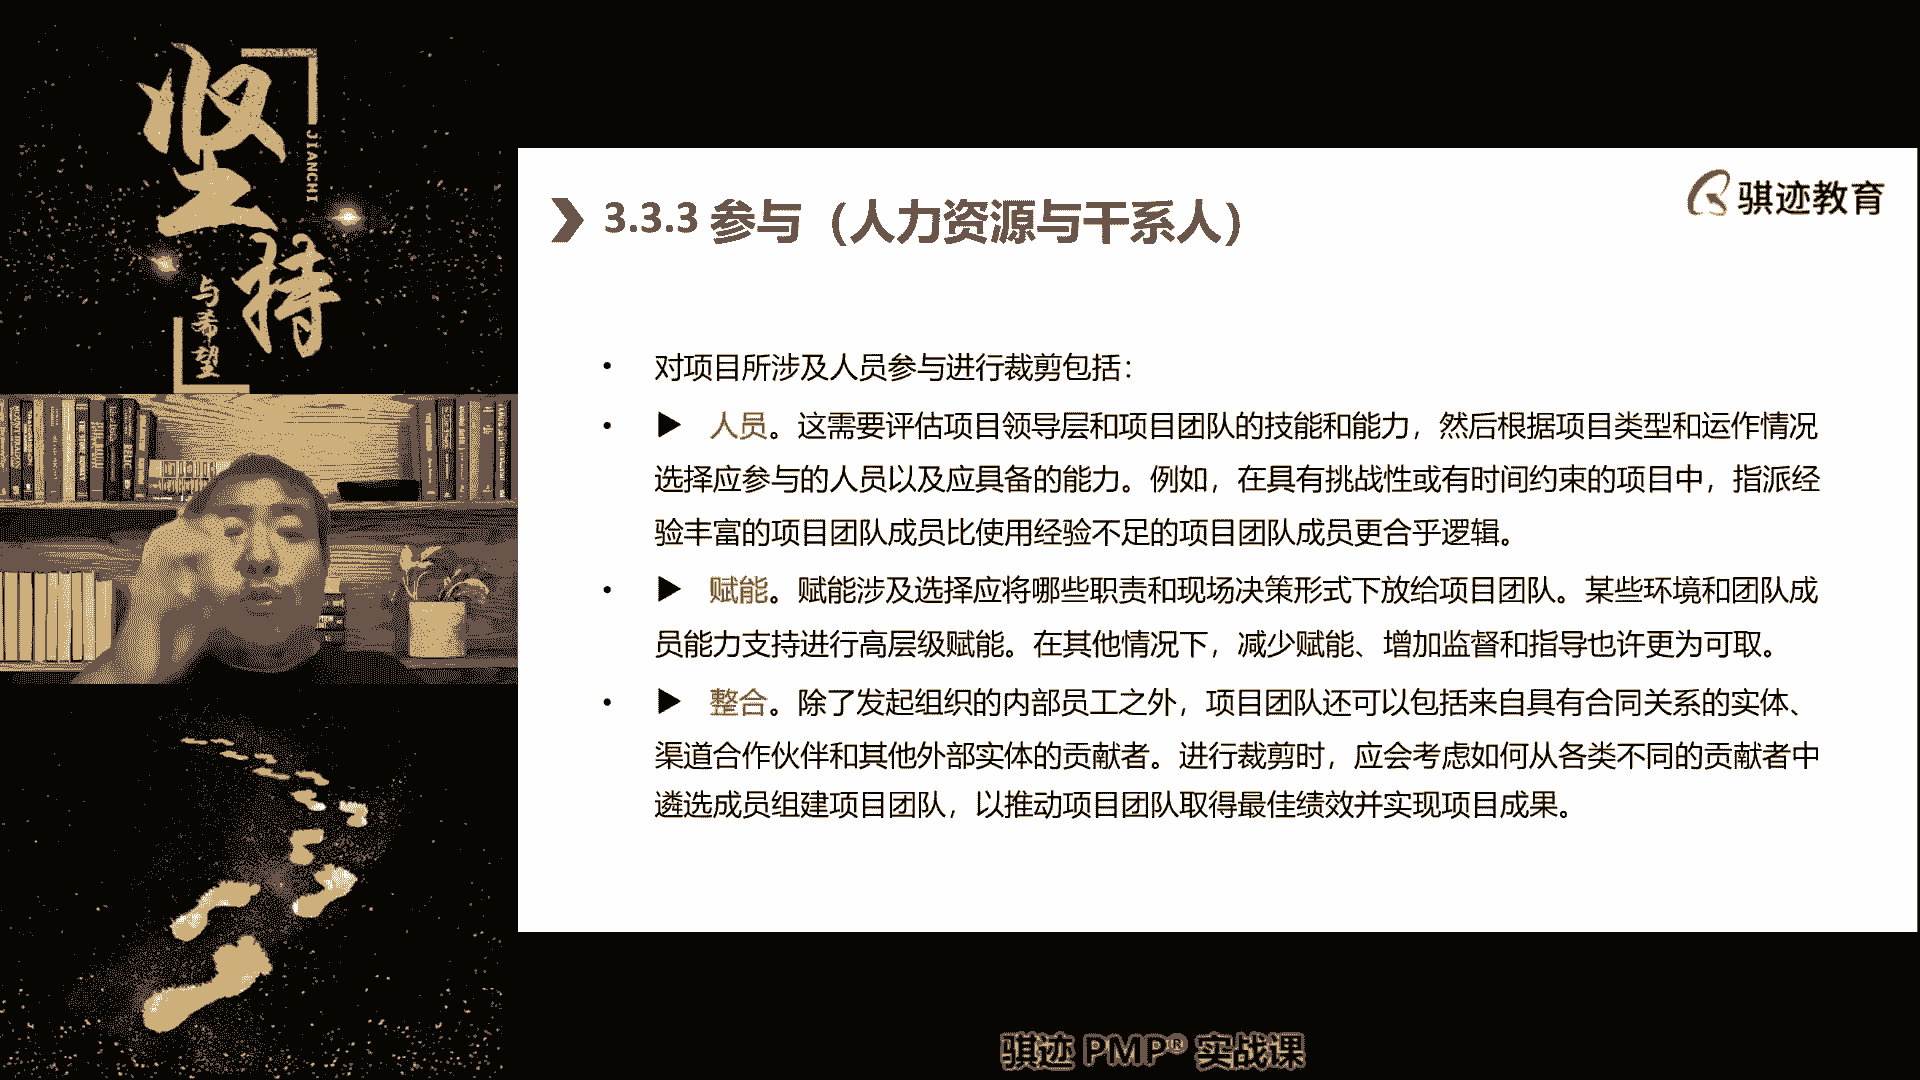 坚持
JIANCHI
与希望
骐迹教育
3.3.3 参与（人力资源与干系人）
• 对项目所涉及人员参与进行裁剪包括：
• ▶ 人员。这需要评估项目领导层和项目团队的技能和能力，然后根据项目类型和运作情况
选择应参与的人员以及应具备的能力。例如，在具有挑战性或有时间约束的项目中，指派经
验丰富的项目团队成员比使用经验不足的项目团队成员更合乎逻辑。
• ▶ 赋能。赋能涉及选择应将哪些职责和现场决策形式下放给项目团队。某些环境和团队成
员能力支持进行高层级赋能。在其他情况下，减少赋能、增加监督和指导也许更为可取。
• ▶ 整合。除了发起组织的内部员工之外，项目团队还可以包括来自具有合同关系的实体、
渠道合作伙伴和其他外部实体的贡献者。进行裁剪时，应会考虑如何从各类不同的贡献者中
遴选成员组建项目团队，以推动项目团队取得最佳绩效并实现项目成果。
骐迹 PMP® 实战课